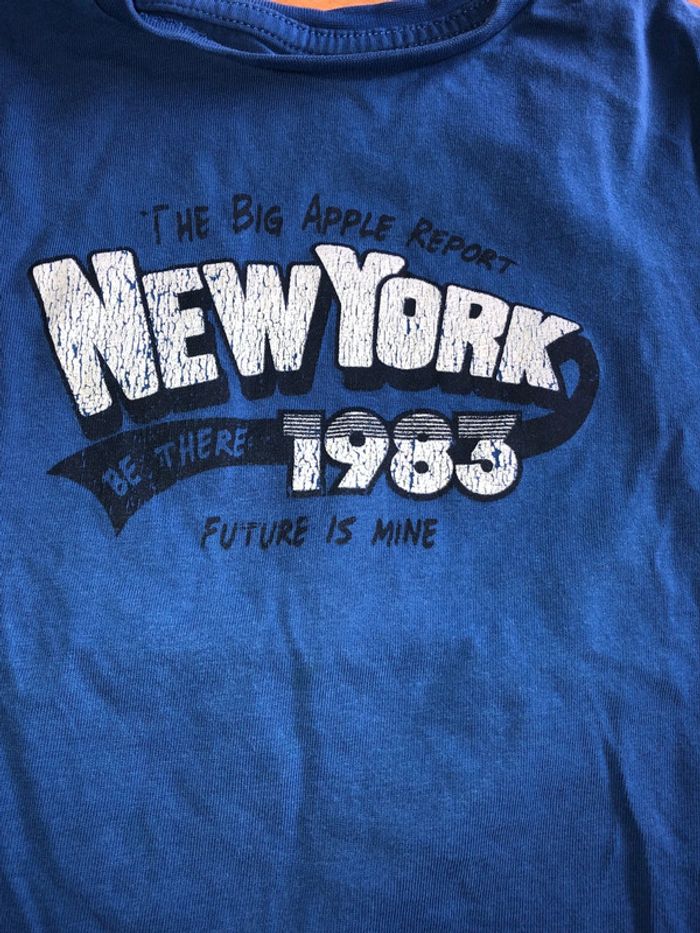 THE BIG APPLE REPORT
NEW YORK
BE THERE
1983
FUTURE IS MINE